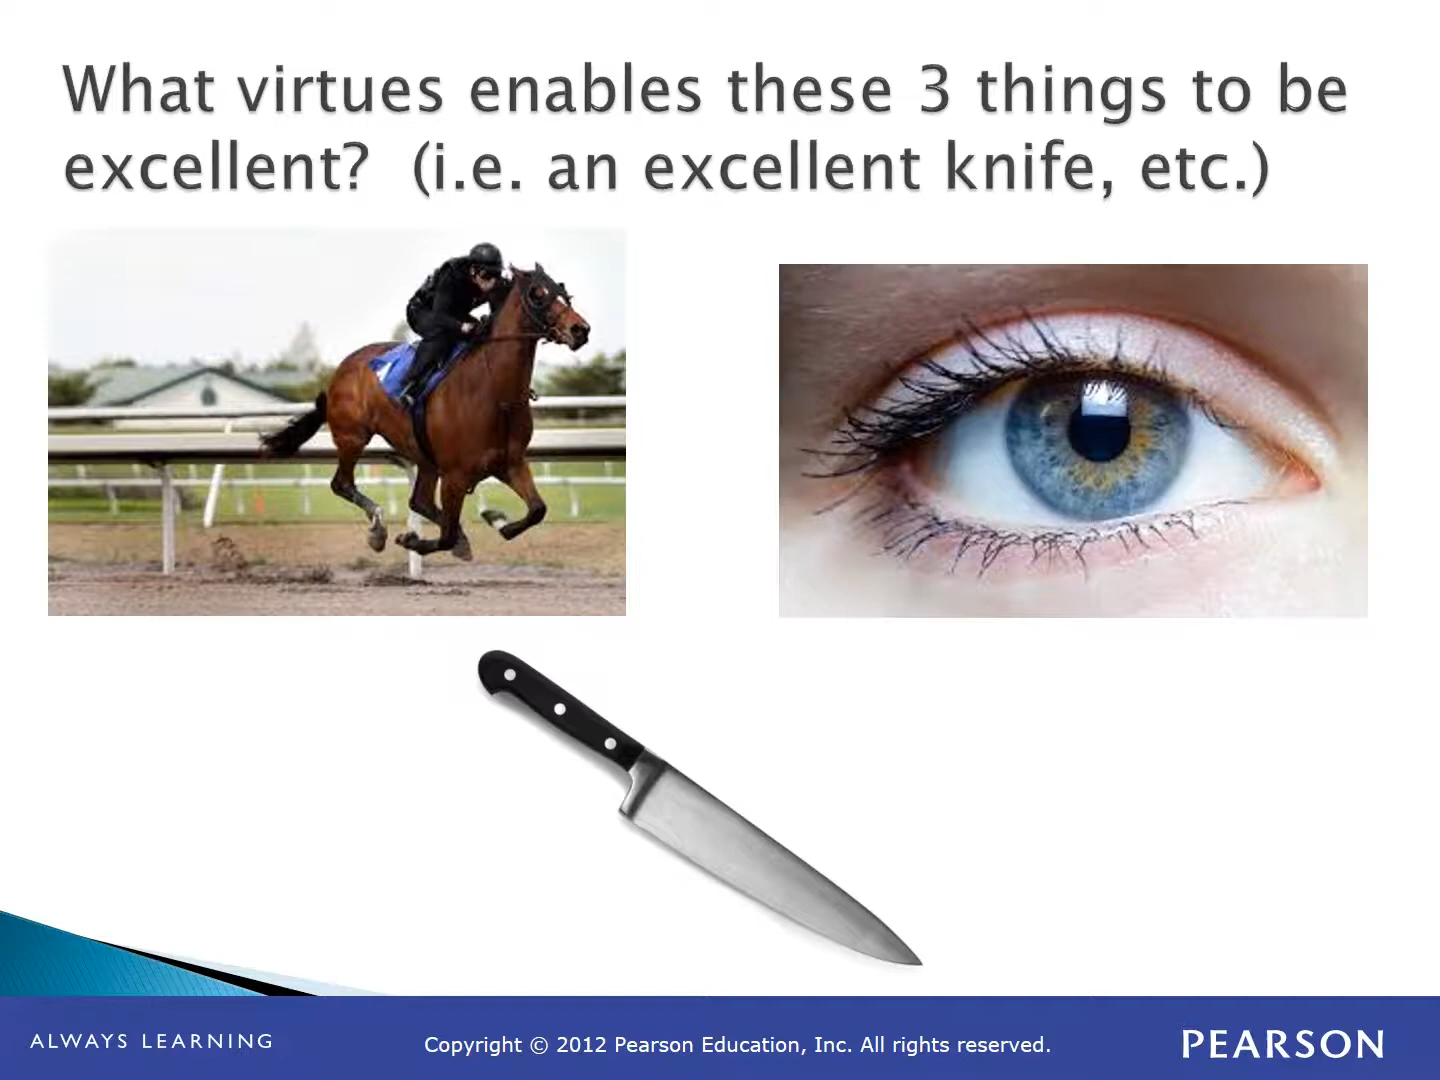 What virtues enables these 3 things to be
excellent?  (i.e. an excellent knife, etc.)
ALWAYS LEARNING
Copyright © 2012 Pearson Education, Inc. All rights reserved.
PEARSON